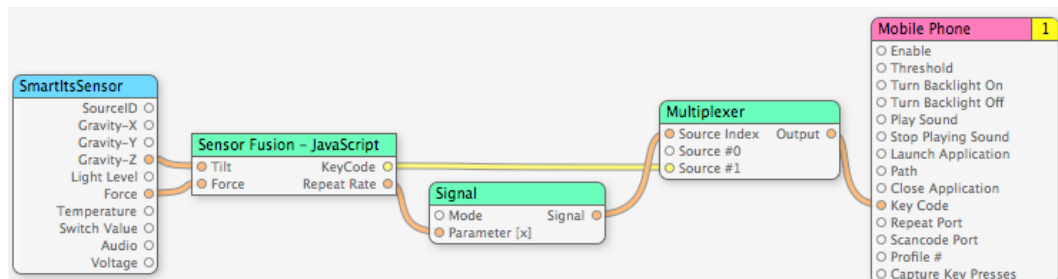 SmartItsSensor
SourceID
Gravity-X
Gravity-Y
Gravity-Z
Light Level
Force
Temperature
Switch Value
Audio
Voltage
Sensor Fusion - JavaScript
Tilt KeyCode
Force Repeat Rate
Signal
Mode Signal
Parameter [x]
Multiplexer
Source Index Output
Source #0
Source #1
Mobile Phone 1
Enable
Threshold
Turn Backlight On
Turn Backlight Off
Play Sound
Stop Playing Sound
Launch Application
Path
Close Application
Key Code
Repeat Port
Scancode Port
Profile #
Capture Key Presses